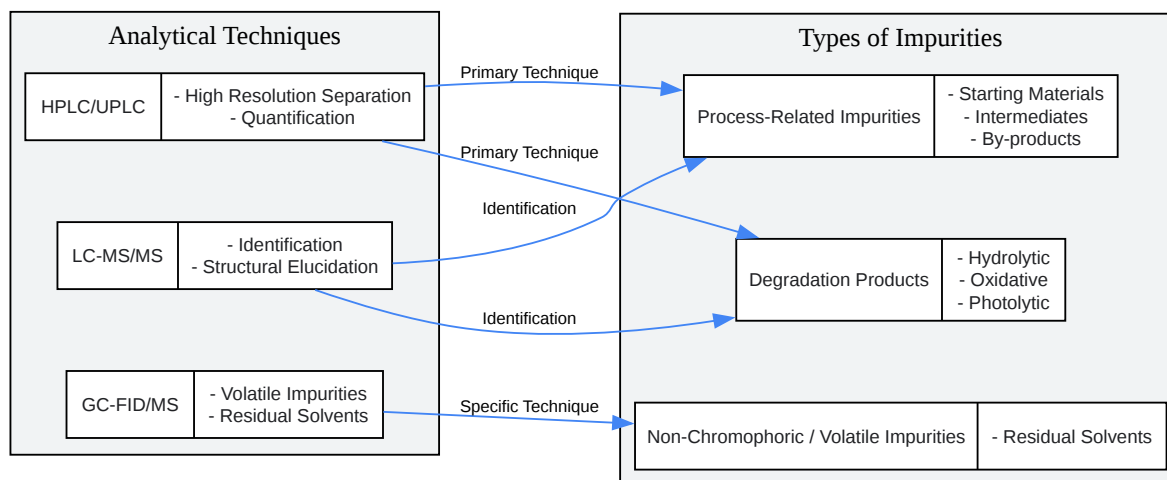 Analytical Techniques
HPLC/UPLC
- High Resolution Separation
- Quantification
LC-MS/MS
- Identification
- Structural Elucidation
GC-FID/MS
- Volatile Impurities
- Residual Solvents
Primary Technique
Primary Technique
Identification
Identification
Specific Technique
Types of Impurities
Process-Related Impurities
- Starting Materials
- Intermediates
- By-products
Degradation Products
- Hydrolytic
- Oxidative
- Photolytic
Non-Chromophoric / Volatile Impurities
- Residual Solvents